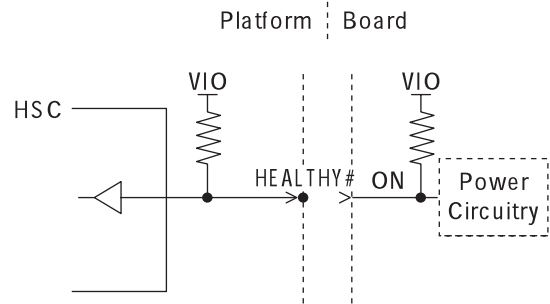 Platform Board
VIO VIO
HSC
HEALTHY# ON
Power
Circuitry